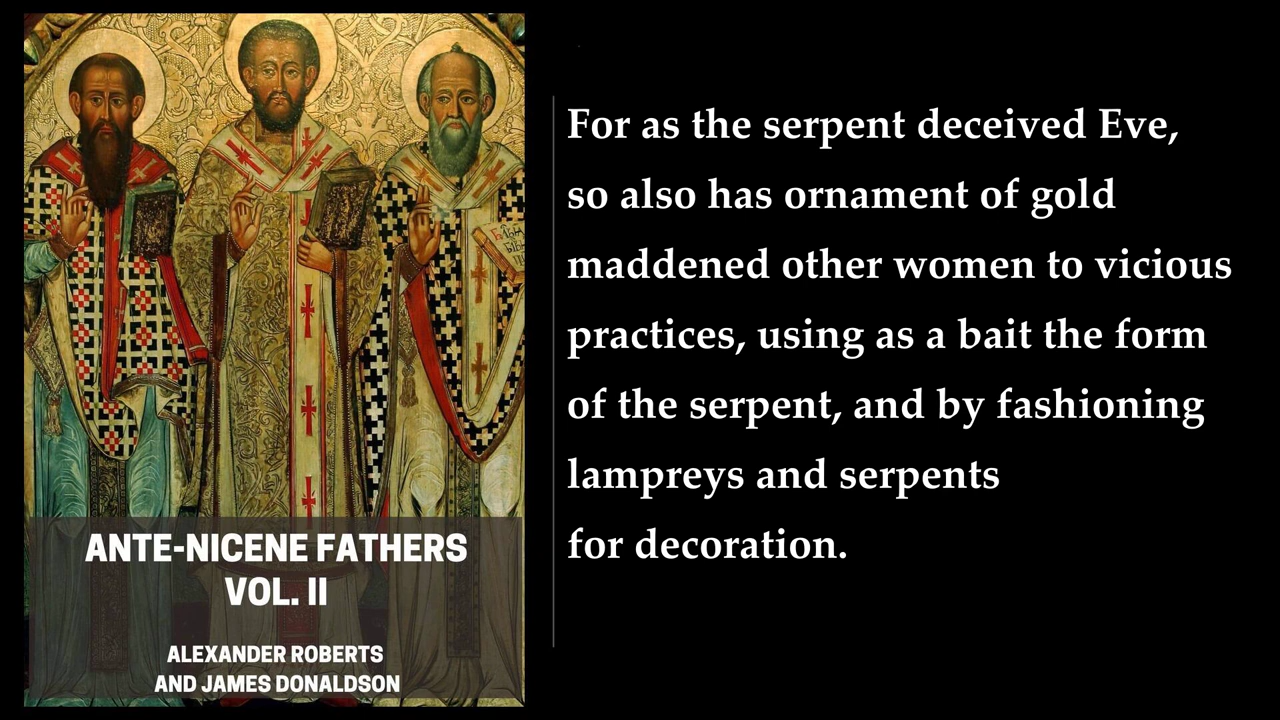 For as the serpent deceived Eve,
so also has ornament of gold
maddened other women to vicious
practices, using as a bait the form
of the serpent, and by fashioning
lampreys and serpents
for decoration.
ANTE-NICENE FATHERS
VOL. II
ALEXANDER ROBERTS
AND JAMES DONALDSON